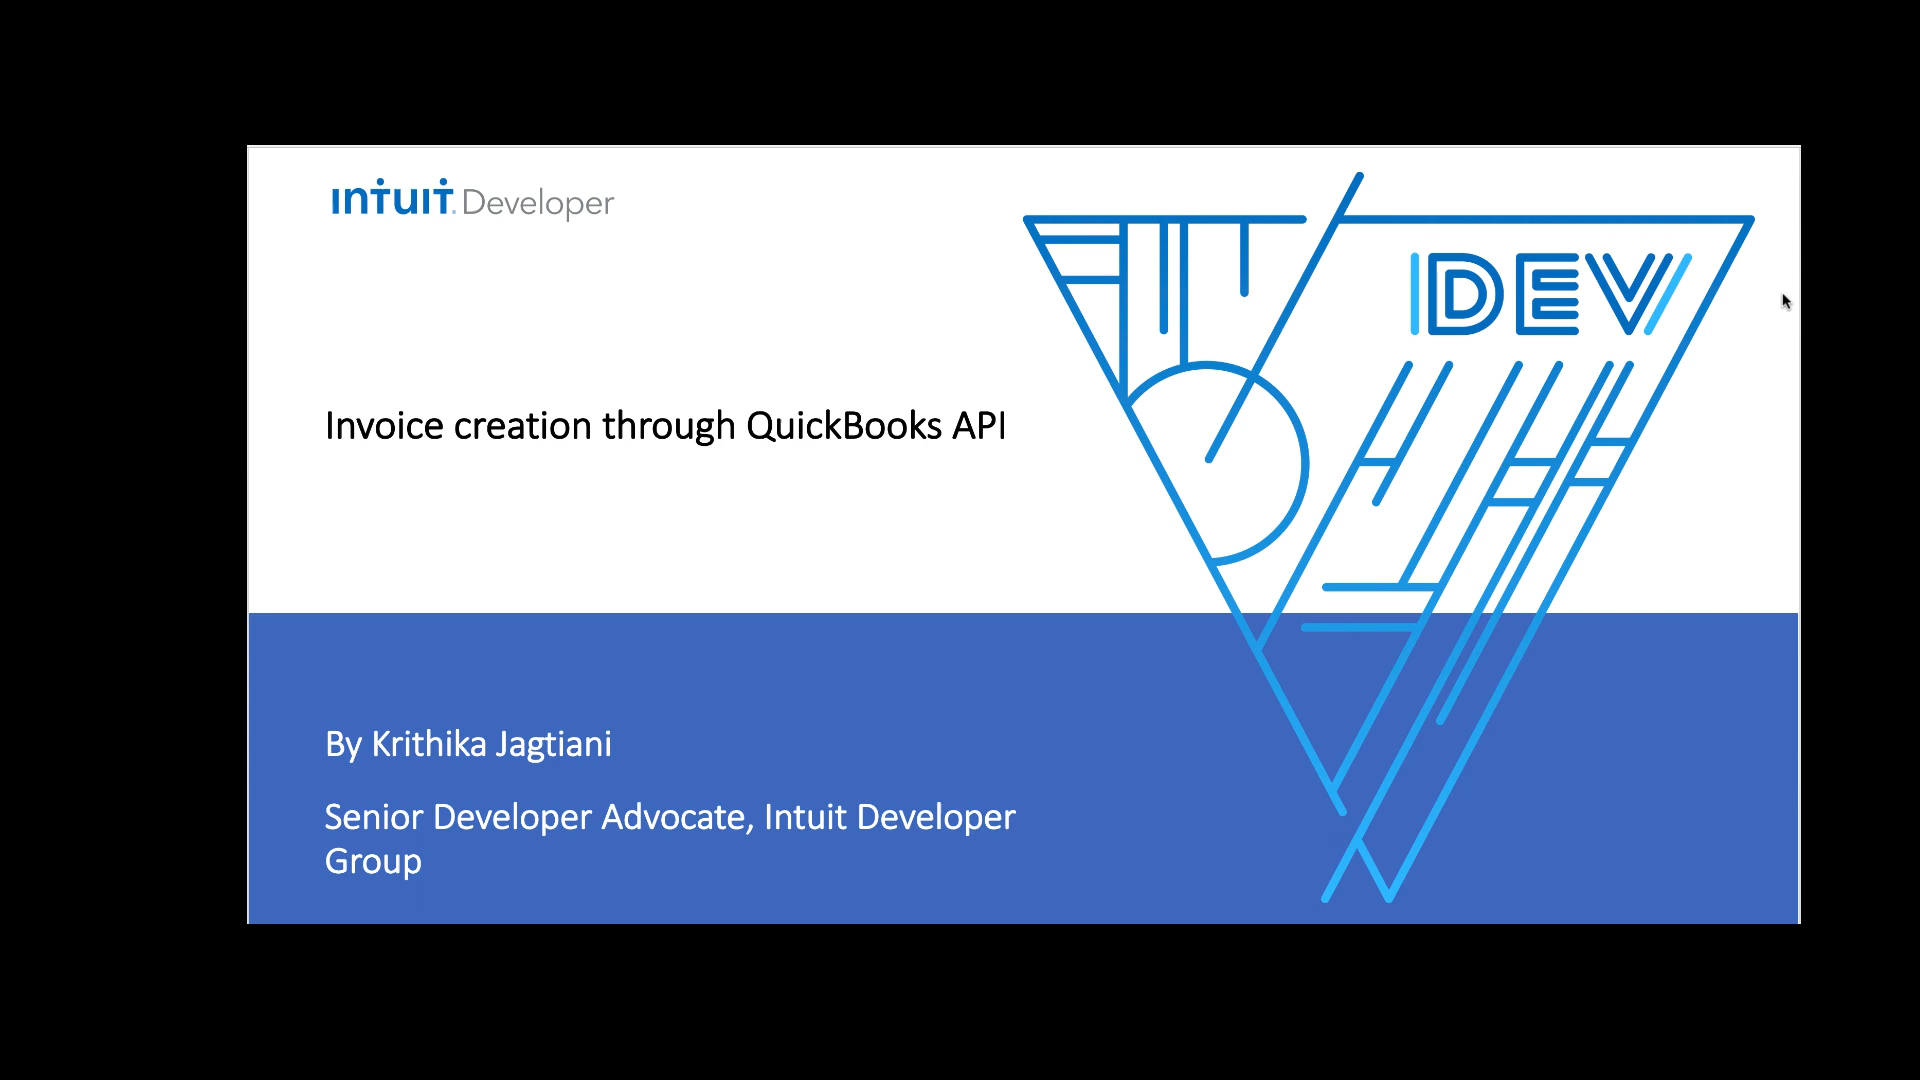 intuit Developer
DEV
Invoice creation through QuickBooks API
By Krithika Jagtiani
Senior Developer Advocate, Intuit Developer
Group